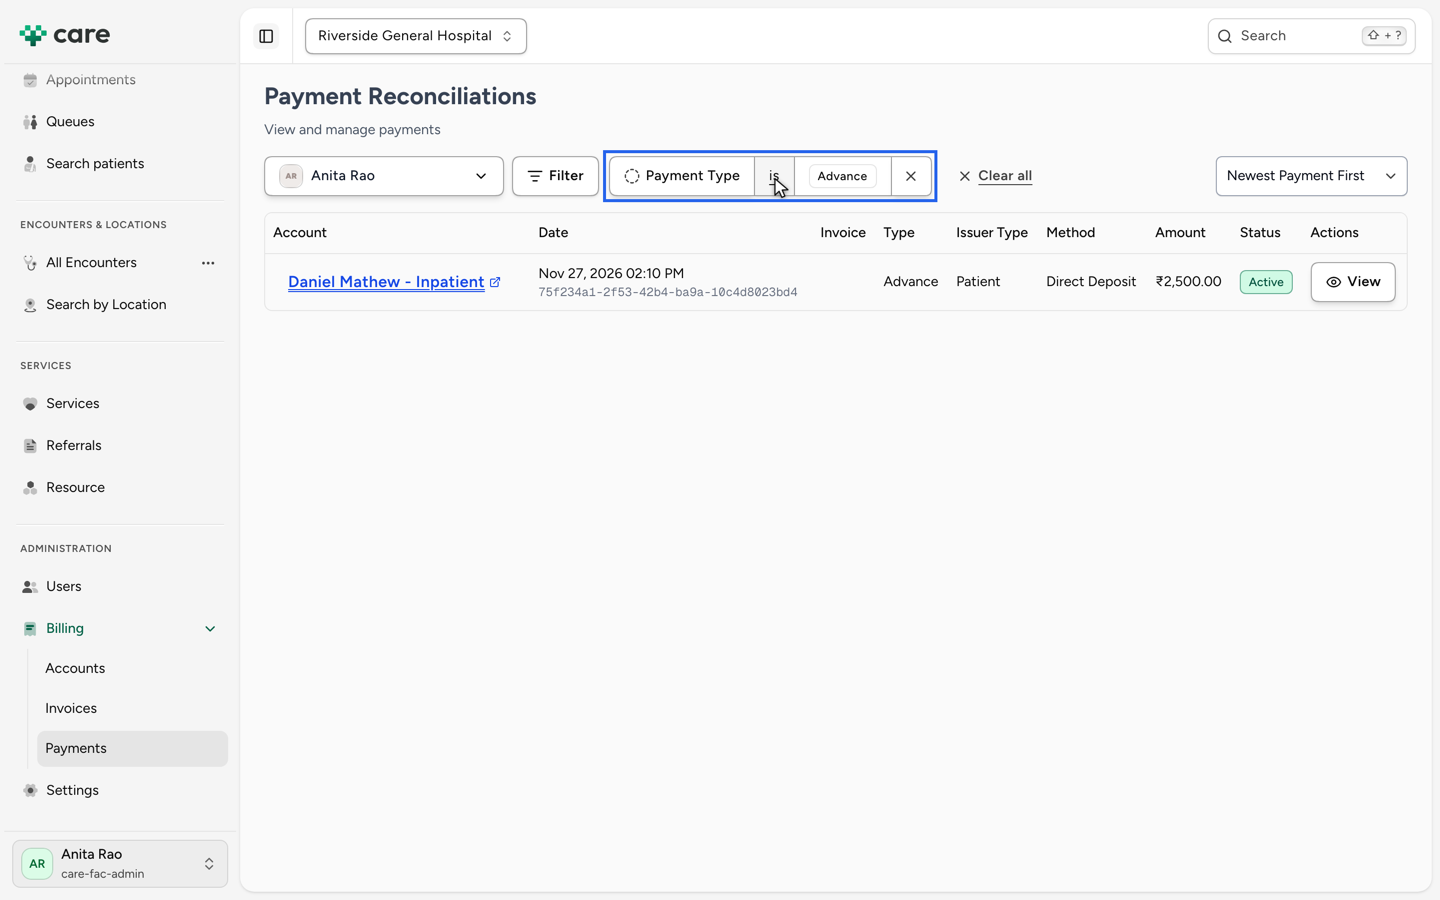 care
Appointments
Queues
Search patients
ENCOUNTERS & LOCATIONS
All Encounters
Search by Location
SERVICES
Services
Referrals
Resource
ADMINISTRATION
Users
Billing
Accounts
Invoices
Payments
Settings
AR
Anita Rao
care-fac-admin
Riverside General Hospital
Search
⇧ + ?
Payment Reconciliations
View and manage payments
AR Anita Rao
Filter
Payment Type is Advance
Clear all
Newest Payment First
Account Date Invoice Type Issuer Type Method Amount Status Actions
Daniel Mathew - Inpatient
Nov 27, 2026 02:10 PM
75f234a1-2f53-42b4-ba9a-10c4d8023bd4
Advance Patient Direct Deposit ₹2,500.00 Active View